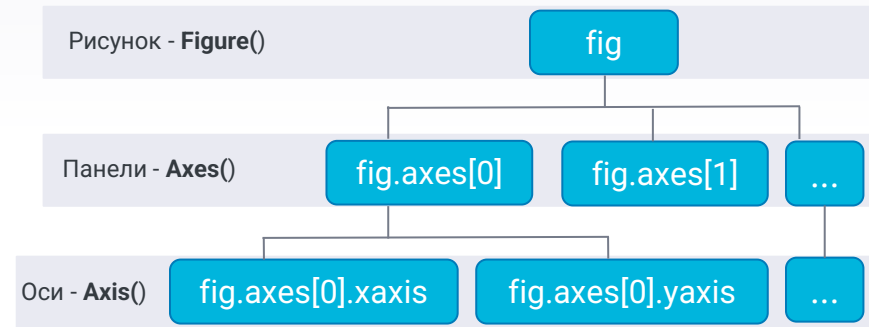 Рисунок - Figure()
fig
Панели - Axes()
fig.axes[0]
fig.axes[1]
...
Оси - Axis()
fig.axes[0].xaxis
fig.axes[0].yaxis
...